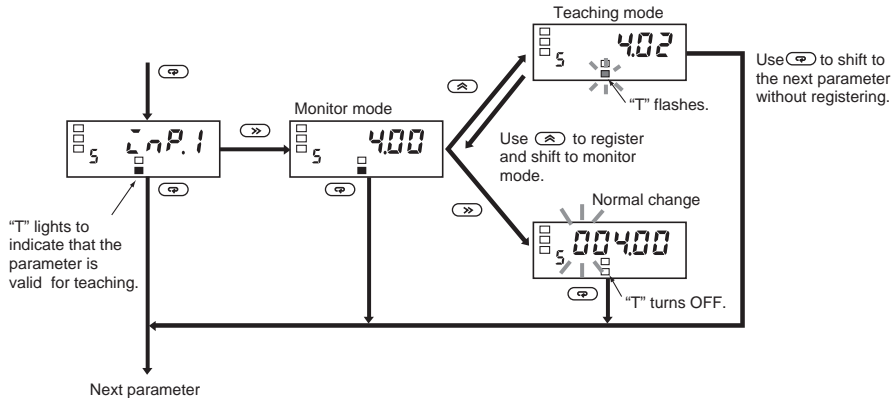 Teaching mode
S 4.02
"T" flashes.
Use to shift to
the next parameter
without registering.
Monitor mode
S inP.1
S 4.00
Use to register
and shift to monitor
mode.
Normal change
S 004.00
"T" turns OFF.
"T" lights to
indicate that the
parameter is
valid for teaching.
Next parameter